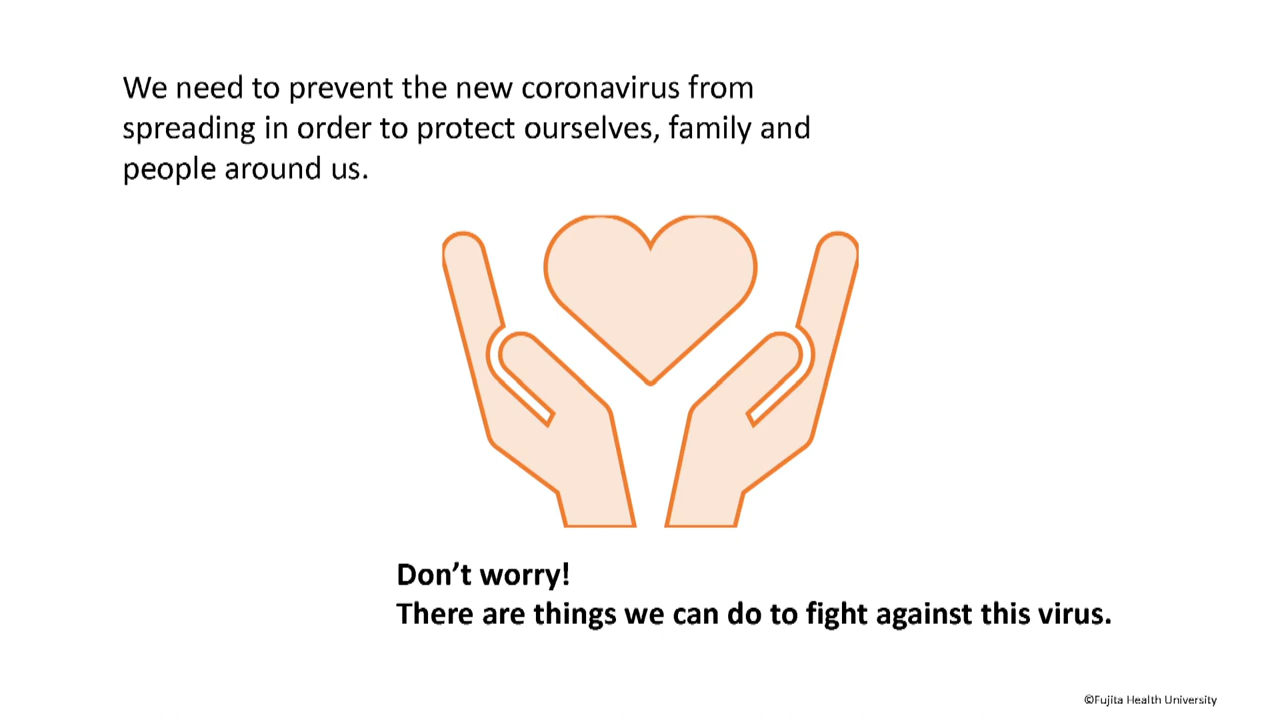 We need to prevent the new coronavirus from
spreading in order to protect ourselves, family and
people around us.
Don’t worry!
There are things we can do to fight against this virus.
©Fujita Health University